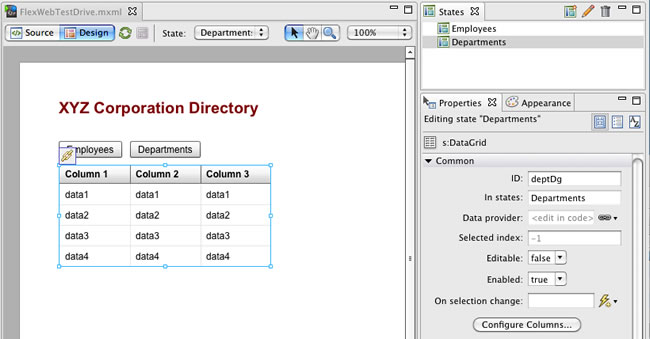 FlexWebTestDrive.mxml
Source Design State: Department: 100%
XYZ Corporation Directory
Employees Departments
Column 1 Column 2 Column 3
data1 data1 data1
data2 data2 data2
data3 data3 data3
data4 data4 data4
States
Employees
Departments
Properties Appearance
Editing state "Departments"
s:DataGrid
Common
ID: deptDg
In states: Departments
Data provider: <edit in code>
Selected index: -1
Editable: false
Enabled: true
On selection change:
Configure Columns...